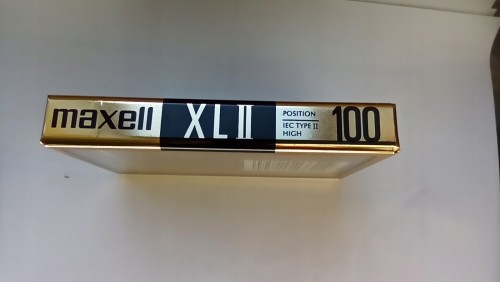 maxell XLII POSITION 100
IEC TYPE II
HIGH